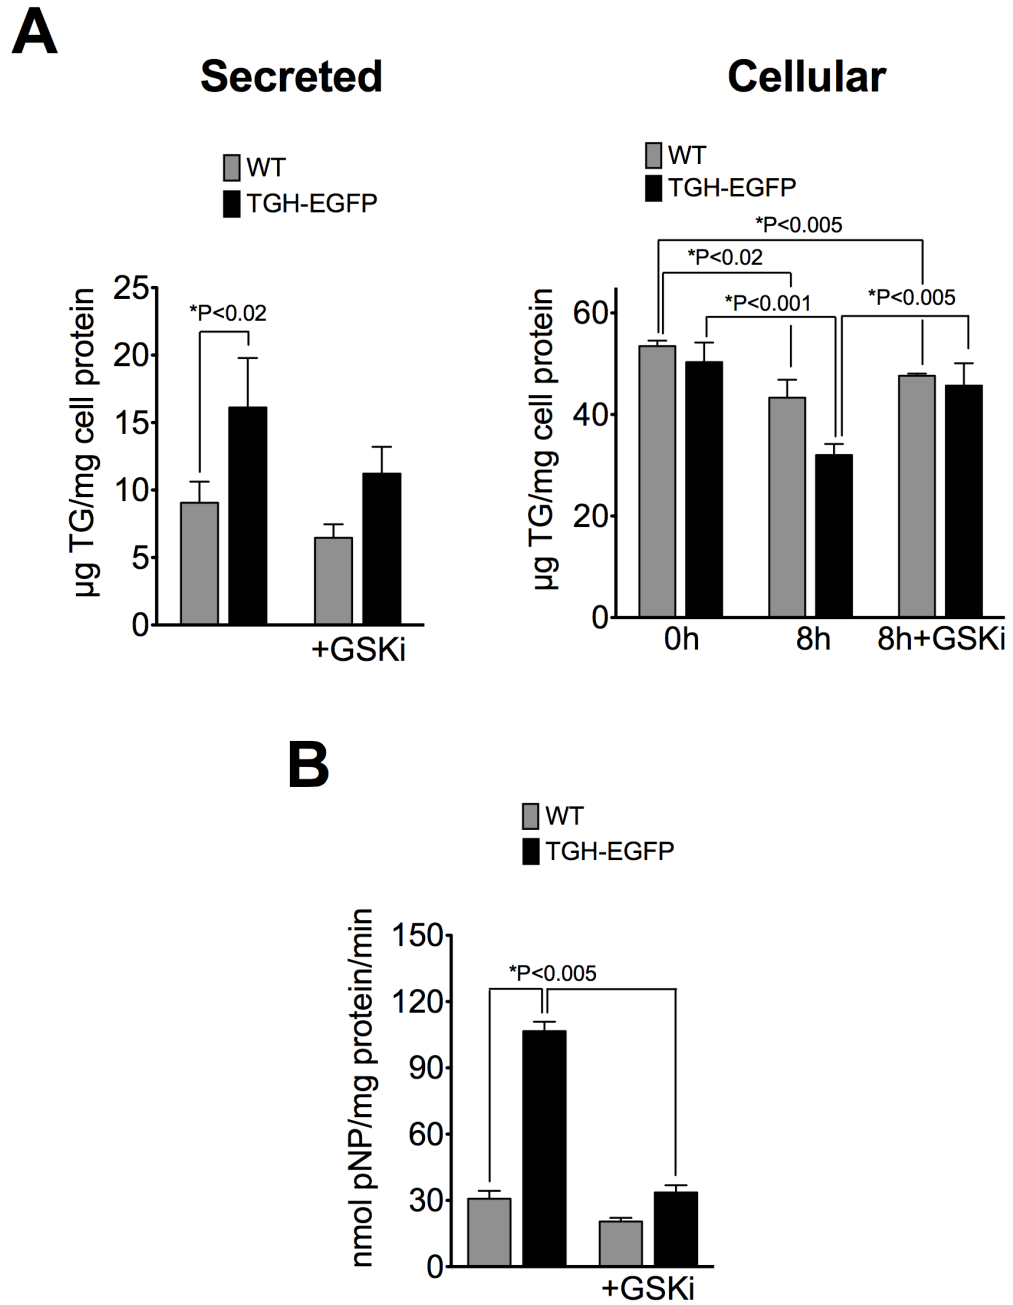 A
Secreted
WT
TGH-EGFP
µg TG/mg cell protein
25
20
15
10
5
0
*P<0.02
+GSKi
Cellular
WT
TGH-EGFP
µg TG/mg cell protein
60
40
20
0
*P<0.005
*P<0.02
*P<0.001
*P<0.005
0h
8h
8h+GSKi
B
WT
TGH-EGFP
nmol pNP/mg protein/min
150
120
90
60
30
0
*P<0.005
+GSKi